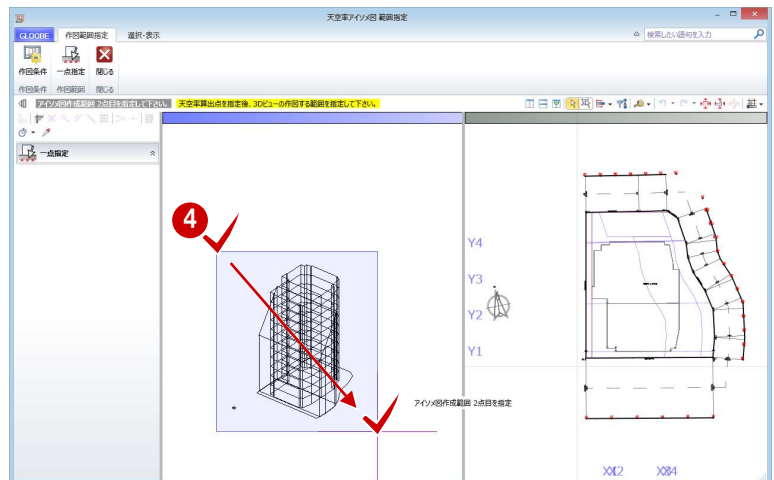 天空率アイソメ図 範囲指定
GLOOBE 作図範囲指定 選択・表示
検索したい語句を入力
作図条件 一点指定 閉じる
作図条件 作図範囲 閉じる
アイソメ図作成範囲 2点目を指定して下さい。 天空率算出点を指定後、3Dビューの作図する範囲を指定して下さい。
一点指定
4
Y4
Y3
Y2
Y1
アイソメ図作成範囲 2点目を指定